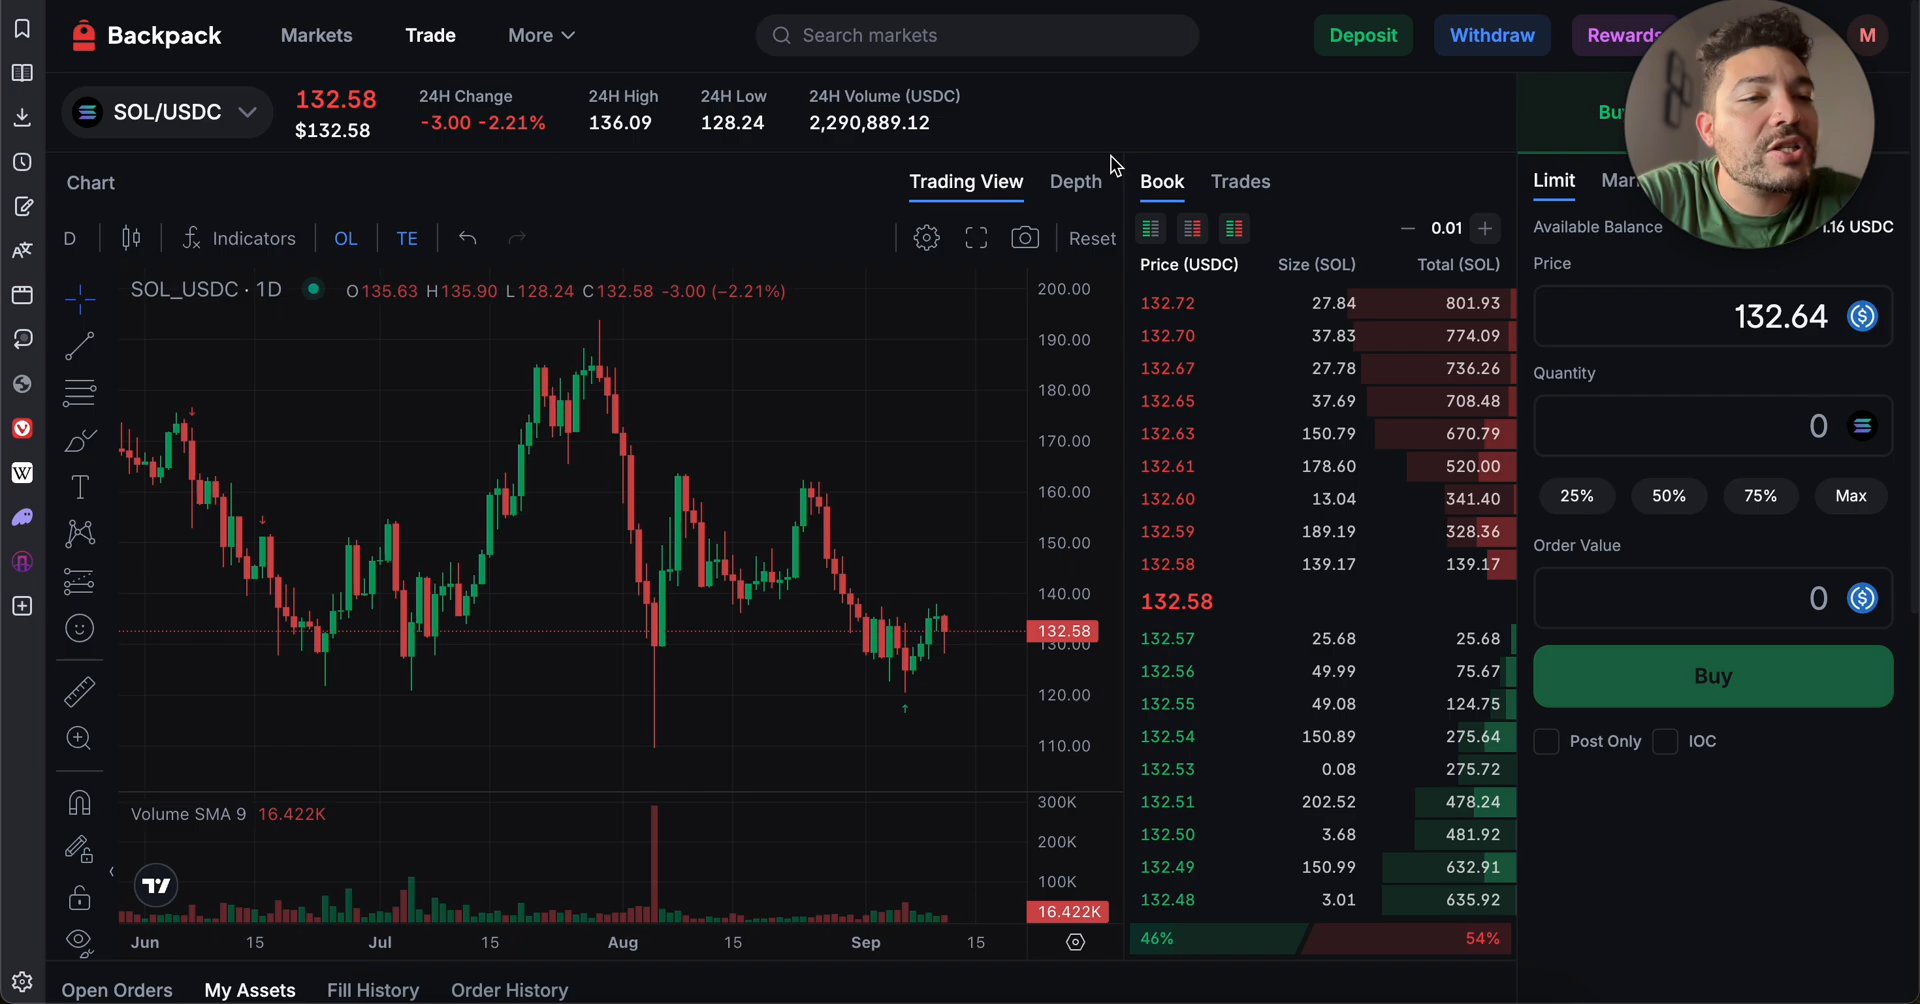 Backpack
Markets
Trade
More
Search markets
Deposit
Withdraw
Rewards
M
SOL/USDC
132.58
$132.58
24H Change
-3.00 -2.21%
24H High
136.09
24H Low
128.24
24H Volume (USDC)
2,290,889.12
Chart
Trading View
Depth
D
Indicators
OL
TE
Reset
SOL_USDC · 1D
O135.63 H135.90 L128.24 C132.58 -3.00 (-2.21%)
200.00
190.00
180.00
170.00
160.00
150.00
140.00
132.58
130.00
120.00
110.00
Volume SMA 9 16.422K
300K
200K
100K
16.422K
Jun 15 Jul 15 Aug 15 Sep 15
Book
Trades
0.01
Price (USDC) Size (SOL) Total (SOL)
132.72 27.84 801.93
132.70 37.83 774.09
132.67 27.78 736.26
132.65 37.69 708.48
132.63 150.79 670.79
132.61 178.60 520.00
132.60 13.04 341.40
132.59 189.19 328.36
132.58 139.17 139.17
132.58
132.57 25.68 25.68
132.56 49.99 75.67
132.55 49.08 124.75
132.54 150.89 275.64
132.53 0.08 275.72
132.51 202.52 478.24
132.50 3.68 481.92
132.49 150.99 632.91
132.48 3.01 635.92
46% 54%
Limit
Available Balance
USDC
Price
132.64
Quantity
0
25% 50% 75% Max
Order Value
0
Buy
Post Only
IOC
Open Orders
My Assets
Fill History
Order History